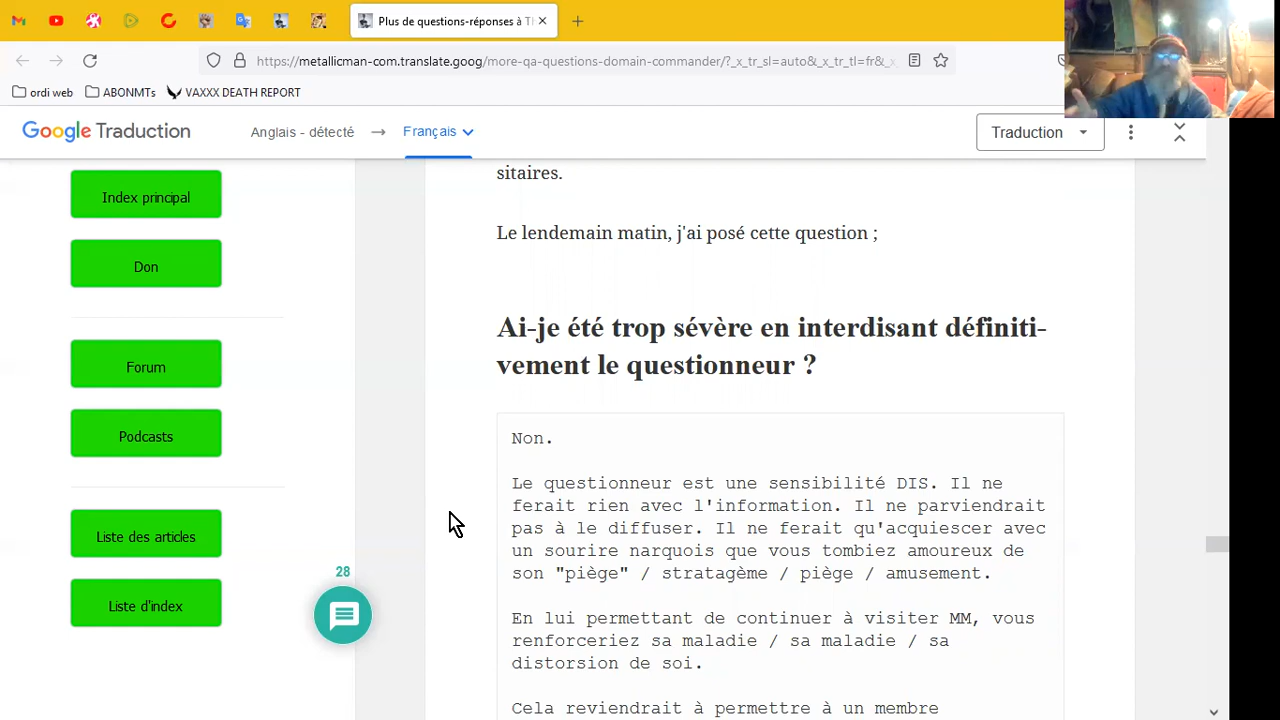 Plus de questions-réponses à Tl
https://metallicman-com.translate.goog/more-qa-questions-domain-commander/?_x_tr_sl=auto&_x_tr_tl=fr&_x
ordi web
ABONMTs
VAXXX DEATH REPORT
Google Traduction
Anglais - détecté
Français
Traduction
Index principal
Don
Forum
Podcasts
Liste des articles
Liste d'index
28
sitaires.
Le lendemain matin, j'ai posé cette question ;
Ai-je été trop sévère en interdisant définiti-
vement le questionneur ?
Non.
Le questionneur est une sensibilité DIS. Il ne
ferait rien avec l'information. Il ne parviendrait
pas à le diffuser. Il ne ferait qu'acquiescer avec
un sourire narquois que vous tombiez amoureux de
son "piège" / stratagème / piège / amusement.
En lui permettant de continuer à visiter MM, vous
renforceriez sa maladie / sa maladie / sa
distorsion de soi.
Cela reviendrait à permettre à un membre